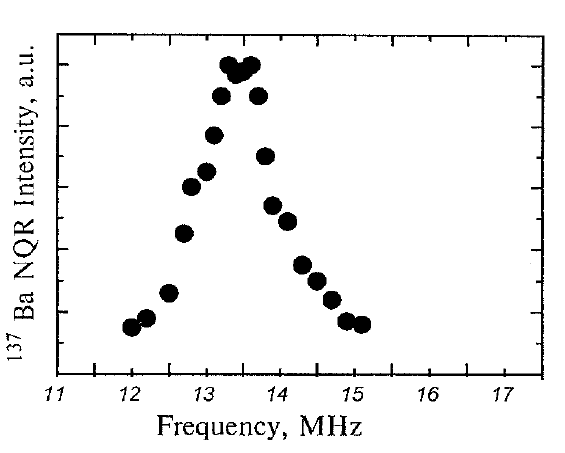 137 Ba NQR Intensity, a.u.
11 12 13 14 15 16 17
Frequency, MHz